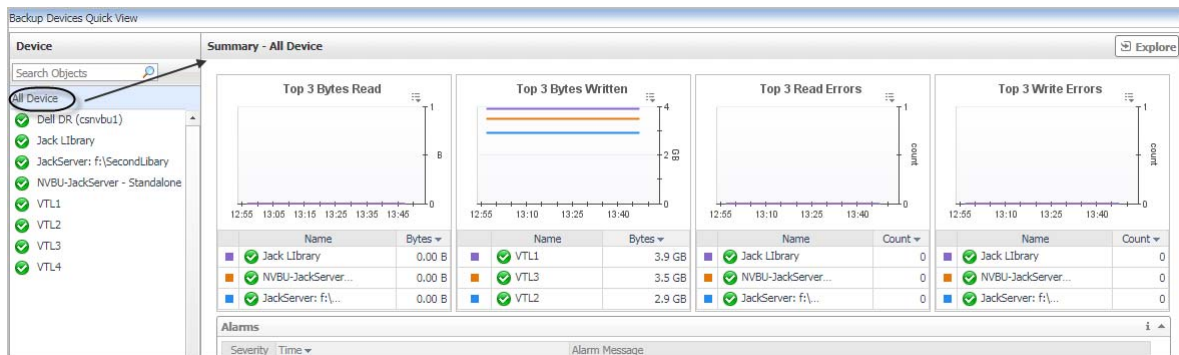 Backup Devices Quick View
Device
Search Objects
All Device
Dell DR (csnvbu1)
Jack LIbrary
JackServer: f:\SecondLibary
NVBU-JackServer - Standalone
VTL1
VTL2
VTL3
VTL4
Summary - All Device
Explore
Top 3 Bytes Read
1
B
0
12:55 13:05 13:15 13:25 13:35 13:45
Name Bytes
Jack LIbrary 0.00 B
NVBU-JackServer... 0.00 B
JackServer: f:\... 0.00 B
Top 3 Bytes Written
4
2 GB
0
12:55 13:10 13:25 13:40
Name Bytes
VTL1 3.9 GB
VTL3 3.5 GB
VTL2 2.9 GB
Top 3 Read Errors
1
count
0
12:55 13:10 13:25 13:40
Name Count
Jack LIbrary 0
NVBU-JackServer... 0
JackServer: f:\... 0
Top 3 Write Errors
1
count
0
12:55 13:10 13:25 13:40
Name Count
Jack LIbrary 0
NVBU-JackServer... 0
JackServer: f:\... 0
Alarms
Severity Time Alarm Message